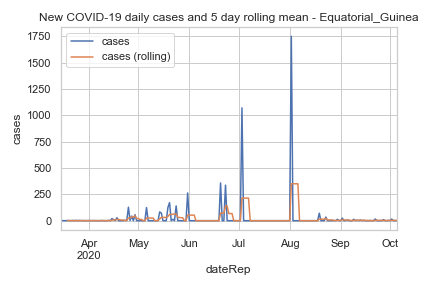 New COVID-19 daily cases and 5 day rolling mean - Equatorial_Guinea
cases
cases (rolling)
cases
1750
1500
1250
1000
750
500
250
0
Apr
2020
May
Jun
Jul
Aug
Sep
Oct
dateRep